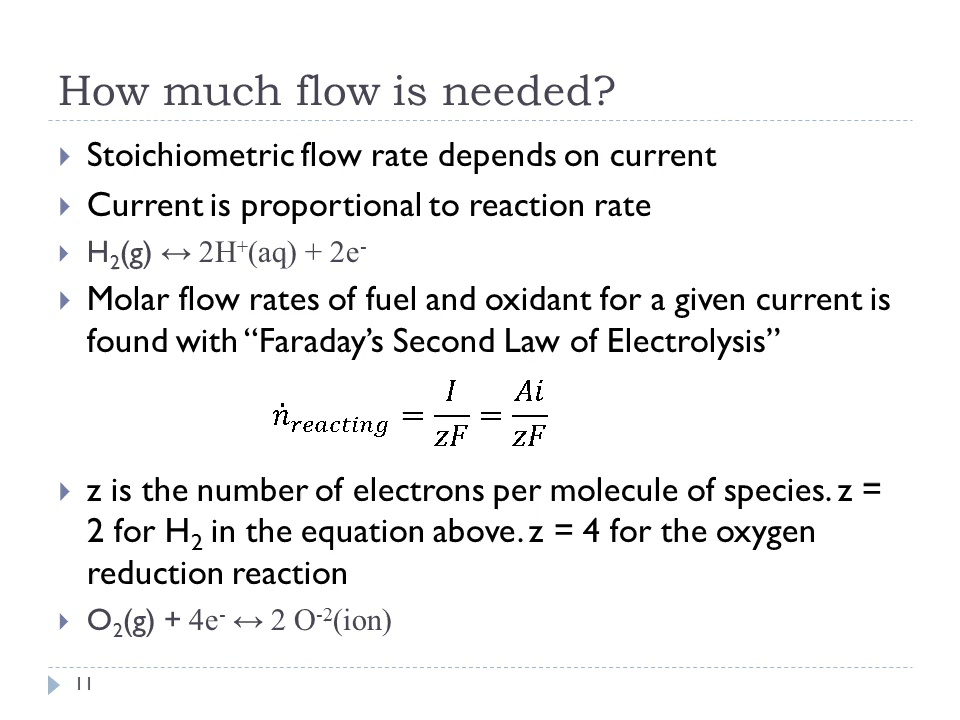 How much flow is needed?
Stoichiometric flow rate depends on current
Current is proportional to reaction rate
H₂(g) ↔ 2H⁺(aq) + 2e⁻
Molar flow rates of fuel and oxidant for a given current is
found with “Faraday’s Second Law of Electrolysis”
ṅ_reacting = I/zF = Ai/zF
z is the number of electrons per molecule of species. z =
2 for H₂ in the equation above. z = 4 for the oxygen
reduction reaction
O₂(g) + 4e⁻ ↔ 2 O⁻²(ion)
11